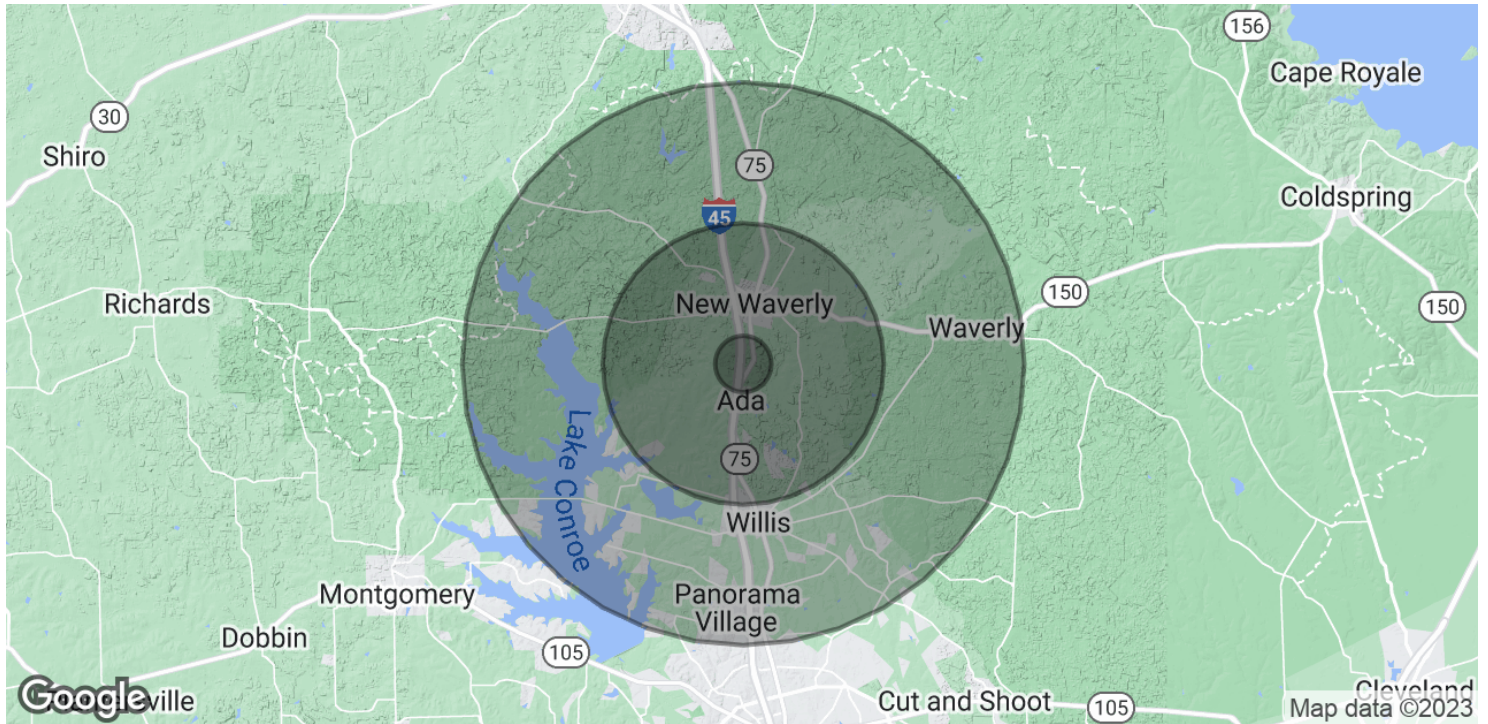 156
Cape Royale
30
Shiro
75
Coldspring
45
150
Richards
New Waverly
150
Waverly
Ada
Lake Conroe
75
Willis
Montgomery
Panorama
Village
Dobbin
105
Google
Cut and Shoot
105
Cleveland
Map data ©2023